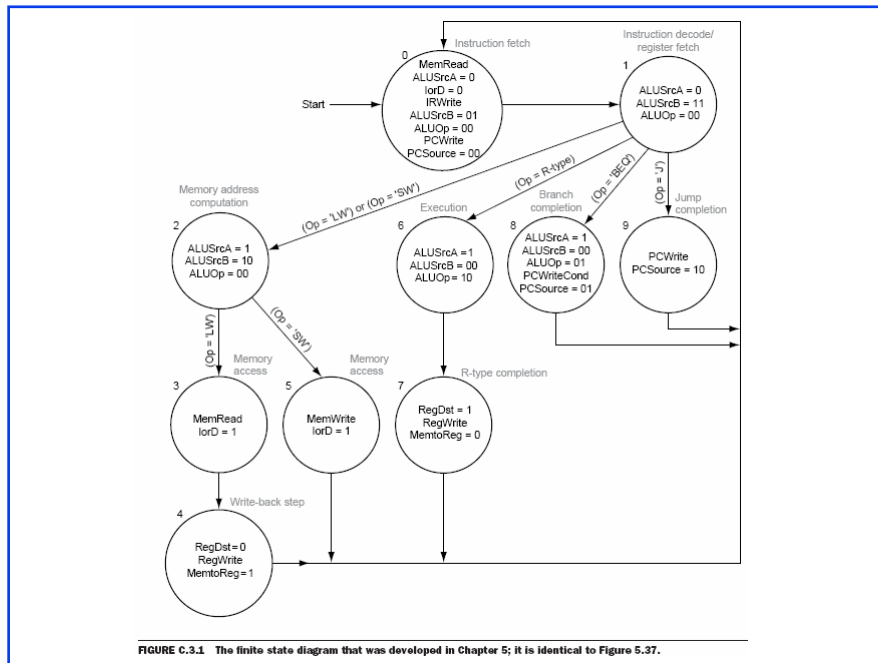 Instruction fetch
0
MemRead
ALUSrcA = 0
IorD = 0
IRWrite
ALUSrcB = 01
ALUOp = 00
PCWrite
PCSource = 00
Start
Instruction decode/
register fetch
1
ALUSrcA = 0
ALUSrcB = 11
ALUOp = 00
(Op = 'LW') or (Op = 'SW')
(Op = R-type)
(Op = 'BEQ')
(Op = 'J')
Memory address
computation
2
ALUSrcA = 1
ALUSrcB = 10
ALUOp = 00
Execution
6
ALUSrcA =1
ALUSrcB = 00
ALUOp = 10
Branch
completion
8
ALUSrcA = 1
ALUSrcB = 00
ALUOp = 01
PCWriteCond
PCSource = 01
Jump
completion
9
PCWrite
PCSource = 10
(Op = 'LW')
(Op = 'SW')
Memory
access
3
MemRead
IorD = 1
Memory
access
5
MemWrite
IorD = 1
R-type completion
7
RegDst = 1
RegWrite
MemtoReg = 0
Write-back step
4
RegDst=0
RegWrite
MemtoReg=1
FIGURE C.3.1 The finite state diagram that was developed in Chapter 5; it is identical to Figure 5.37.